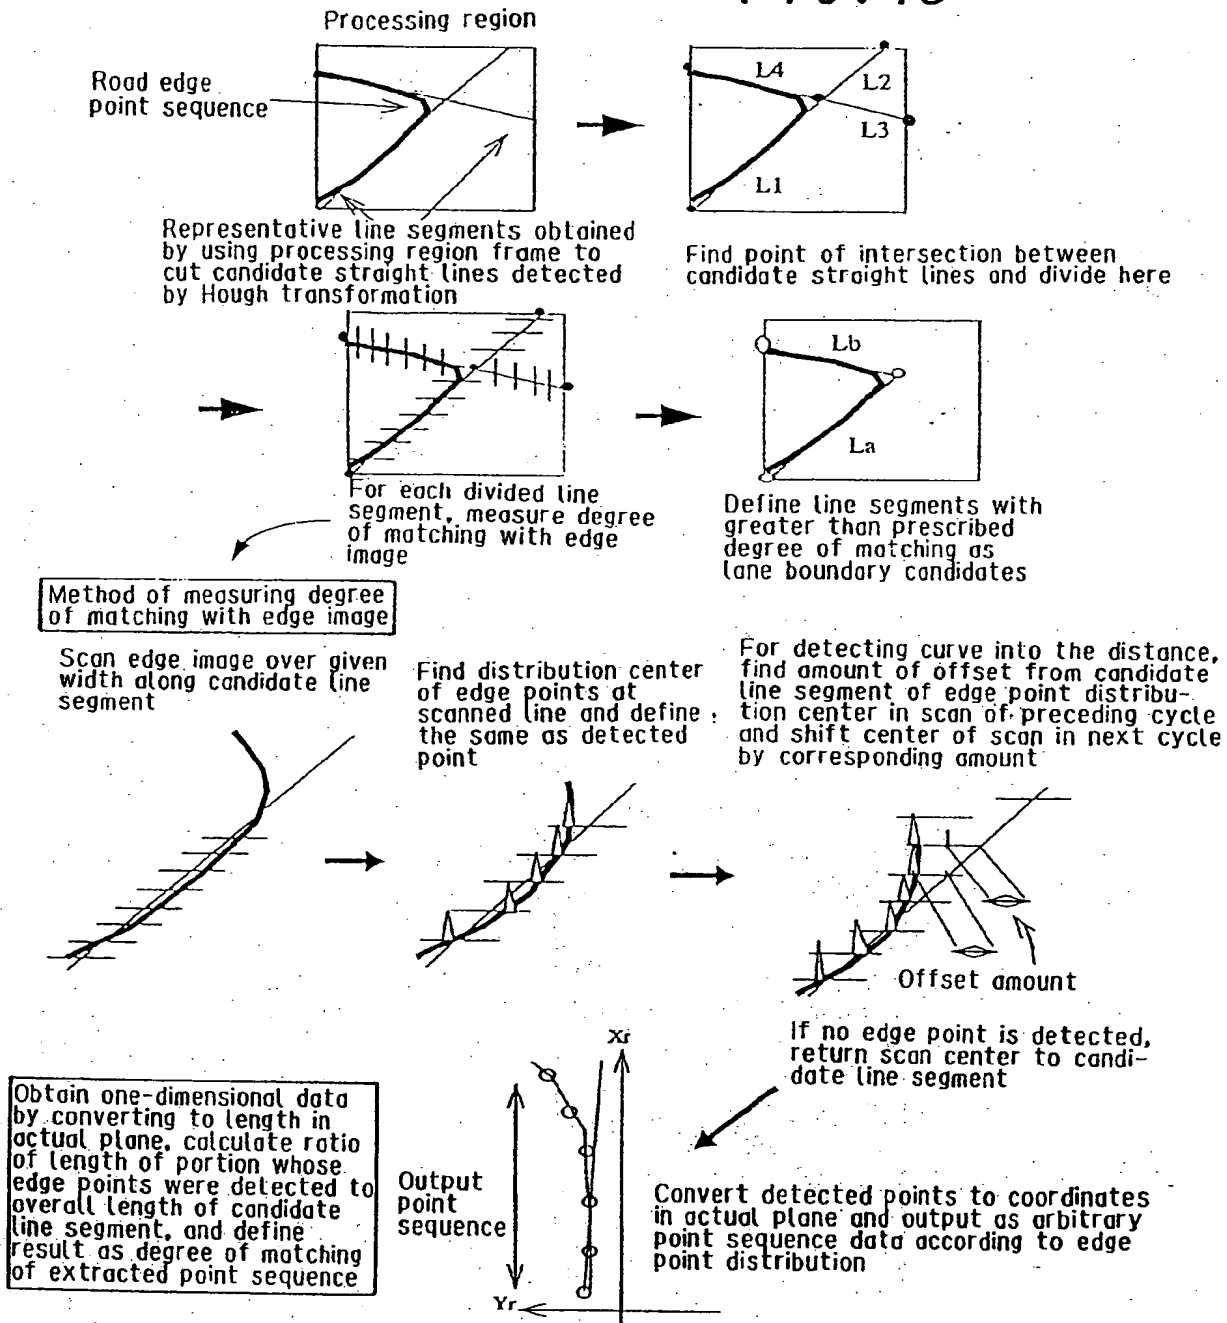 Processing region
Road edge
point sequence
L4
L2
L3
L1
Representative line segments obtained
by using processing region frame to
cut candidate straight lines detected
by Hough transformation
Find point of intersection between
candidate straight lines and divide here
Lb
La
For each divided line
segment, measure degree
of matching with edge
image
Define line segments with
greater than prescribed
degree of matching as
lane boundary candidates
Method of measuring degree
of matching with edge image
Scan edge image over given
width along candidate line
segment
Find distribution center
of edge points at
scanned line and define
the same as detected
point
For detecting curve into the distance,
find amount of offset from candidate
line segment of edge point distribu-
tion center in scan of preceding cycle
and shift center of scan in next cycle
by corresponding amount
Offset amount
If no edge point is detected,
return scan center to candi-
date line segment
Xr
Obtain one-dimensional data
by converting to length in
actual plane, calculate ratio
of length of portion whose
edge points were detected to
overall length of candidate
line segment, and define
result as degree of matching
of extracted point sequence
Output
point
sequence
Convert detected points to coordinates
in actual plane and output as arbitrary
point sequence data according to edge
point distribution
Yr